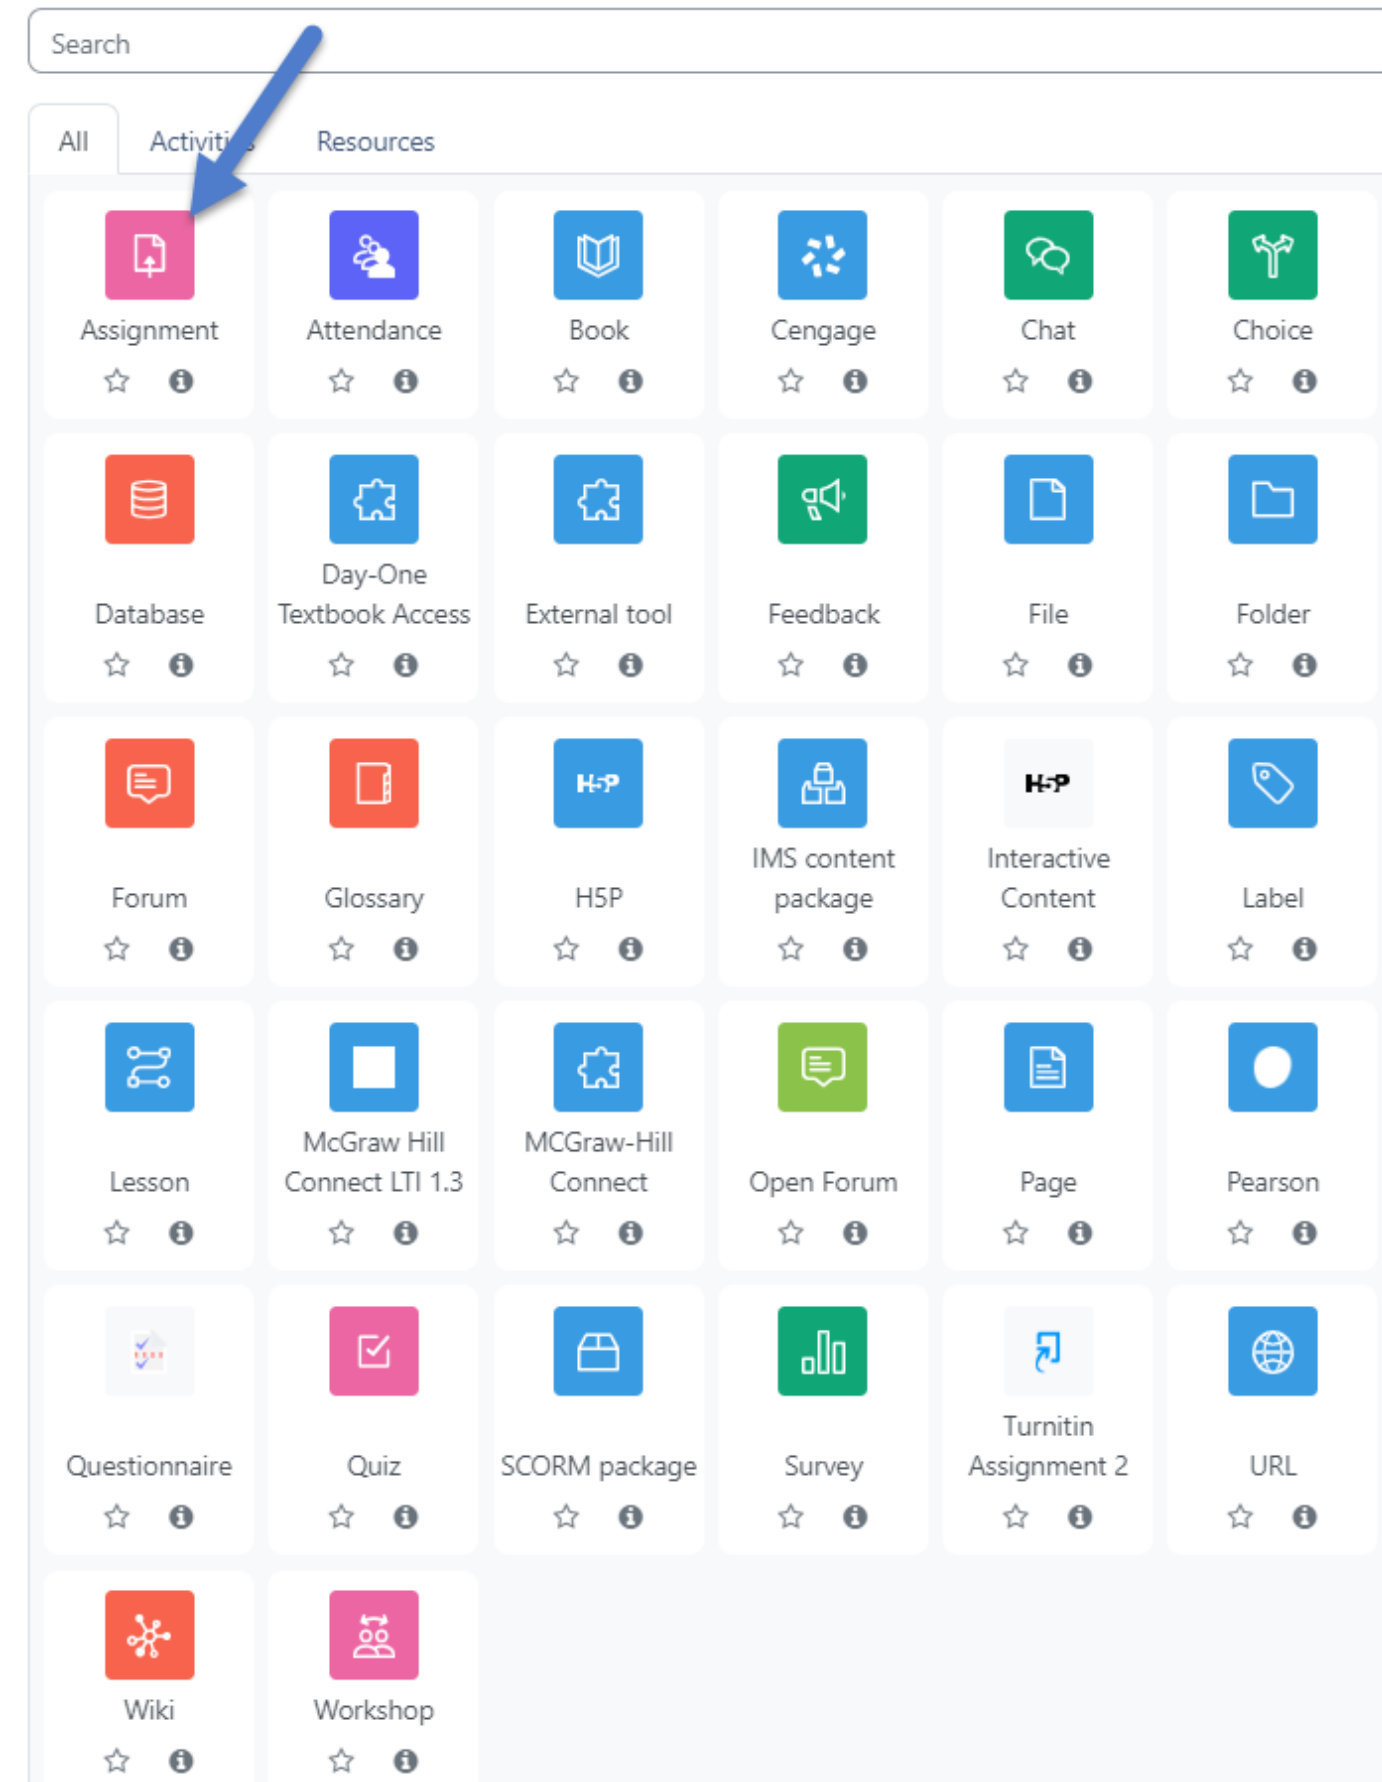 Search
All Activities Resources
Assignment Attendance Book Cengage Chat Choice
Day-One
Database Textbook Access External tool Feedback File Folder
H5P H5P
IMS content Interactive
Forum Glossary H5P package Content Label
McGraw Hill MCGraw-Hill
Lesson Connect LTI 1.3 Connect Open Forum Page Pearson
Turnitin
Questionnaire Quiz SCORM package Survey Assignment 2 URL
Wiki Workshop